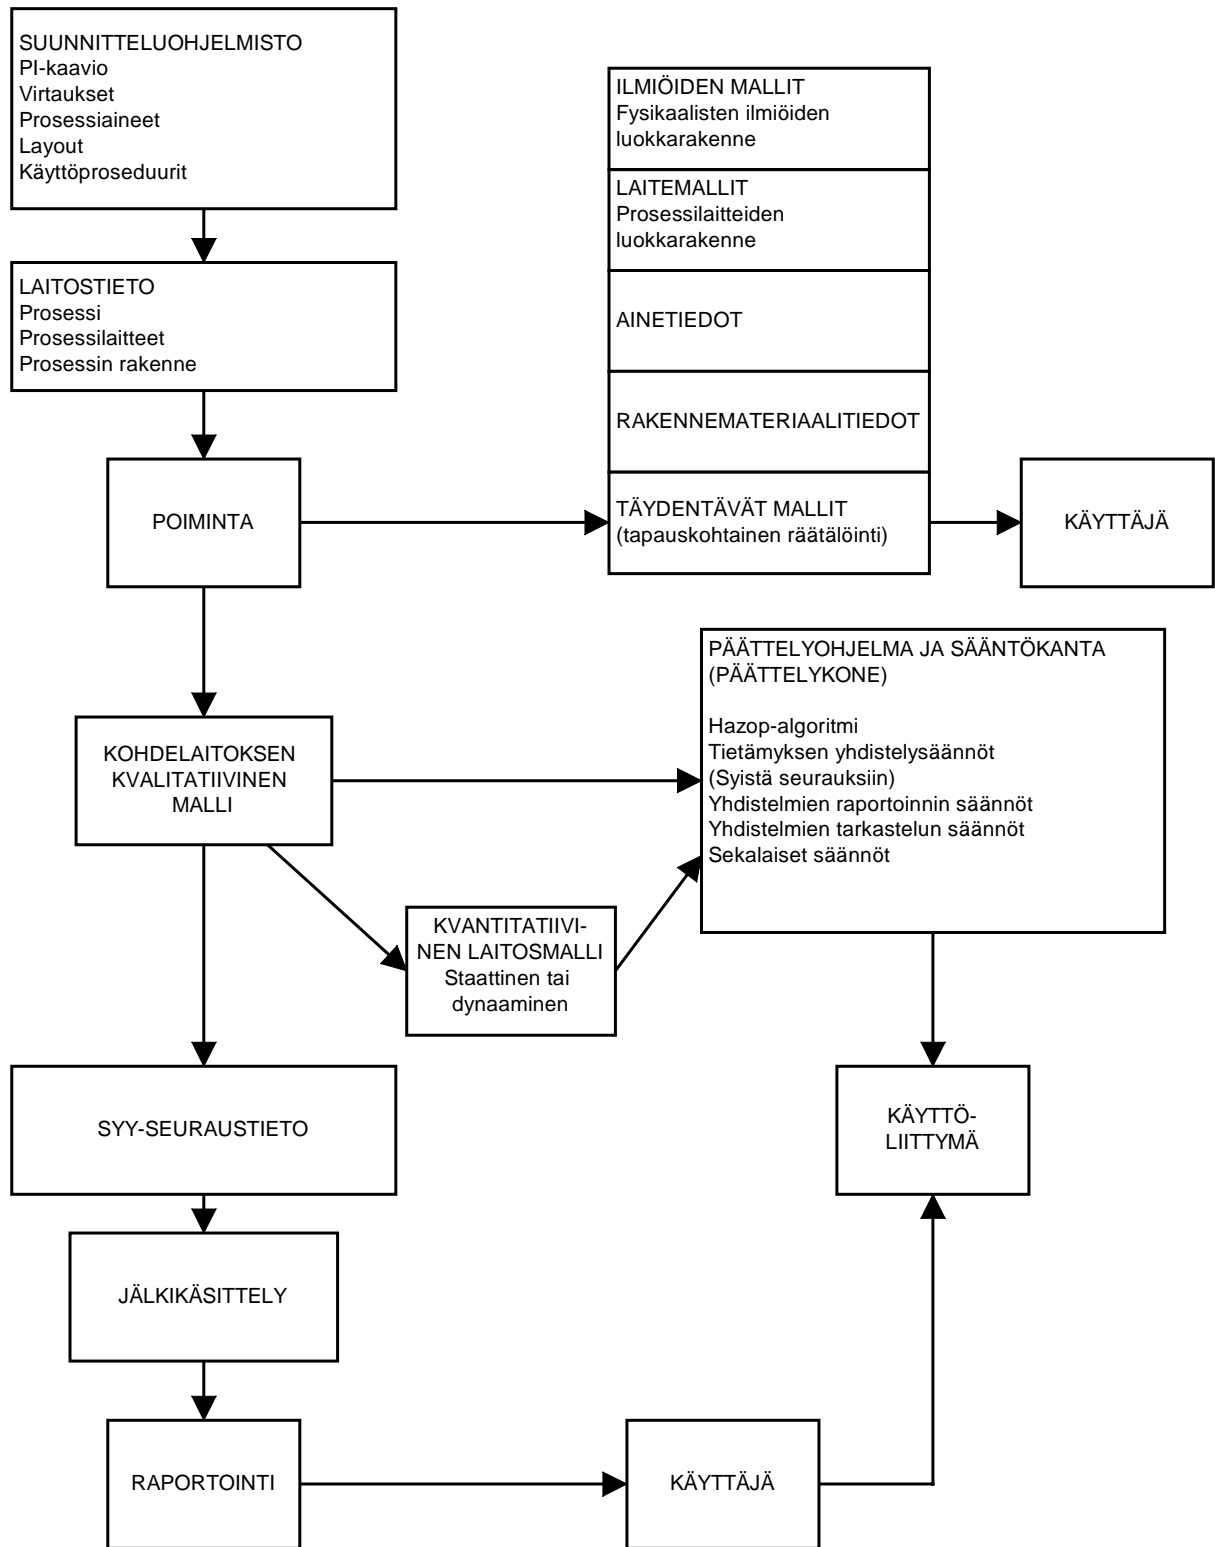 SUUNNITTELUOHJELMISTO
PI-kaavio
Virtaukset
Prosessiaineet
Layout
Käyttöproseduurit
LAITOSTIETO
Prosessi
Prosessilaitteet
Prosessin rakenne
ILMIÖIDEN MALLIT
Fysikaalisten ilmiöiden
luokkarakenne
LAITEMALLIT
Prosessilaitteiden
luokkarakenne
AINETIEDOT
RAKENNEMATERIAALITIEDOT
TÄYDENTÄVÄT MALLIT
(tapauskohtainen räätälöinti)
POIMINTA
KÄYTTÄJÄ
KOHDELAITOKSEN
KVALITATIIVINEN
MALLI
PÄÄTTELYOHJELMA JA SÄÄNTÖKANTA
(PÄÄTTELYKONE)
Hazop-algoritmi
Tietämyksen yhdistelysäännöt
(Syistä seurauksiin)
Yhdistelmien raportoinnin säännöt
Yhdistelmien tarkastelun säännöt
Sekalaiset säännöt
KVANTITATIIVI-
NEN LAITOSMALLI
Staattinen tai
dynaaminen
SYY-SEURAUSTIETO
KÄYTTÖ-
LIITTYMÄ
JÄLKIKÄSITTELY
RAPORTOINTI
KÄYTTÄJÄ